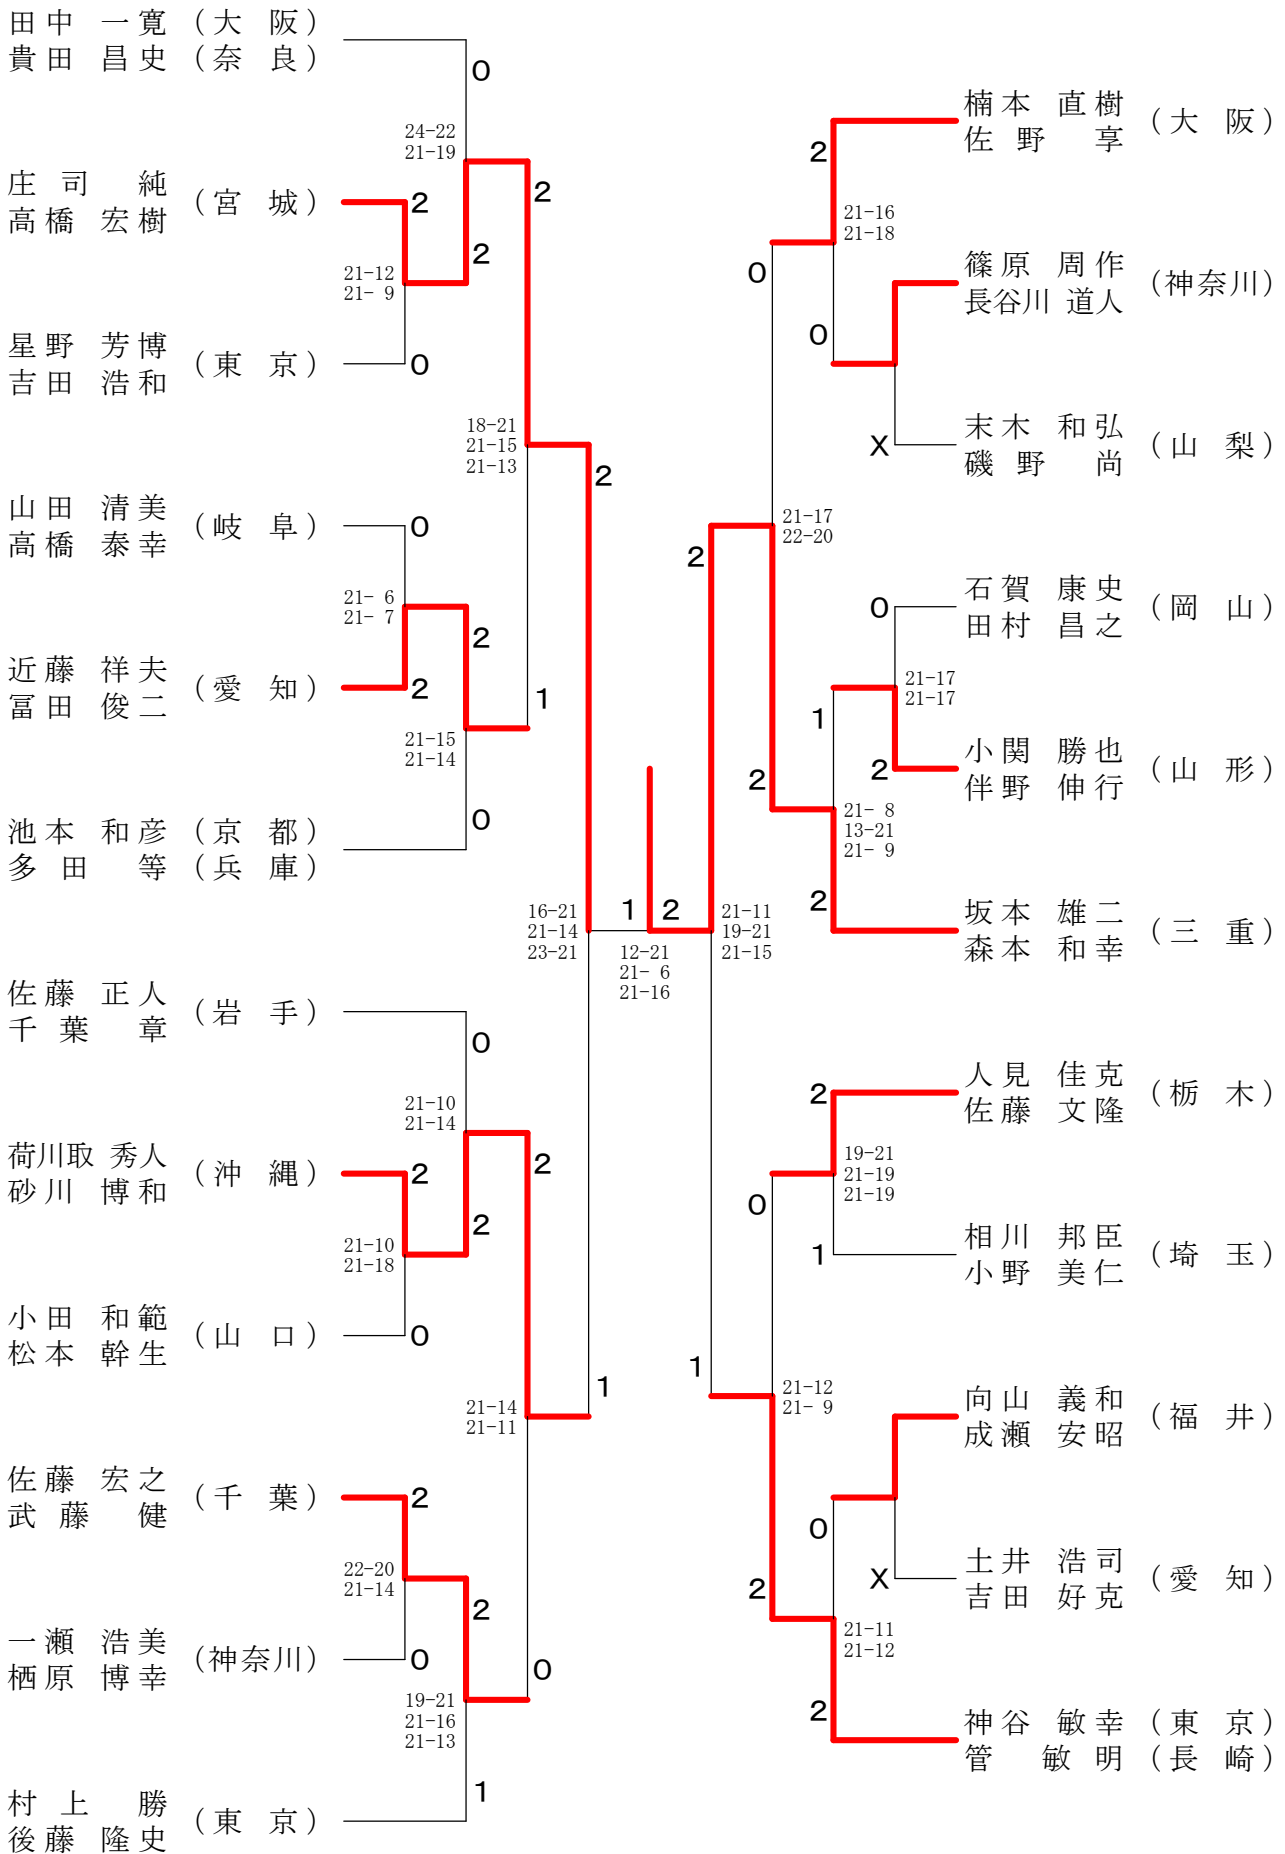 田中 一寛 (大 阪)
貴田 昌史 (奈 良)
0
24-22
21-19
庄司 純
高橋 宏樹
(宮 城)
2
2
2
21-12
21- 9
星野 芳博
吉田 浩和
(東 京)
0
18-21
21-15
21-13
2
山田 清美
高橋 泰幸
(岐 阜)
0
21- 6
21- 7
2
近藤 祥夫
冨田 俊二
(愛 知)
2
1
21-15
21-14
池本 和彦 (京 都)
多田 等 (兵 庫)
0
16-21
21-14
23-21
1
2
12-21
21- 6
21-16
佐藤 正人
千葉 章
(岩 手)
0
21-10
21-14
荷川取 秀人
砂川 博和
(沖 縄)
2
2
2
21-10
21-18
小田 和範
松本 幹生
(山 口)
0
21-14
21-11
1
佐藤 宏之
武藤 健
(千 葉)
2
22-20
21-14
2
一瀬 浩美
栖原 博幸
(神奈川)
0
0
19-21
21-16
21-13
村上 勝
後藤 隆史
(東 京)
1
楠本 直樹
佐野 享
(大 阪)
2
21-16
21-18
0
篠原 周作
長谷川 道人
(神奈川)
0
末木 和弘
磯野 尚
(山 梨)
X
21-17
22-20
2
石賀 康史
田村 昌之
(岡 山)
0
21-17
21-17
1
小関 勝也
伴野 伸行
(山 形)
2
2
21- 8
13-21
21- 9
坂本 雄二
森本 和幸
(三 重)
2
21-11
19-21
21-15
人見 佳克
佐藤 文隆
(栃 木)
2
19-21
21-19
21-19
0
相川 邦臣
小野 美仁
(埼 玉)
1
1
21-12
21- 9
向山 義和
成瀬 安昭
(福 井)
0
土井 浩司
吉田 好克
(愛 知)
X
2
21-11
21-12
神谷 敏幸 (東 京)
管 敏明 (長 崎)
2